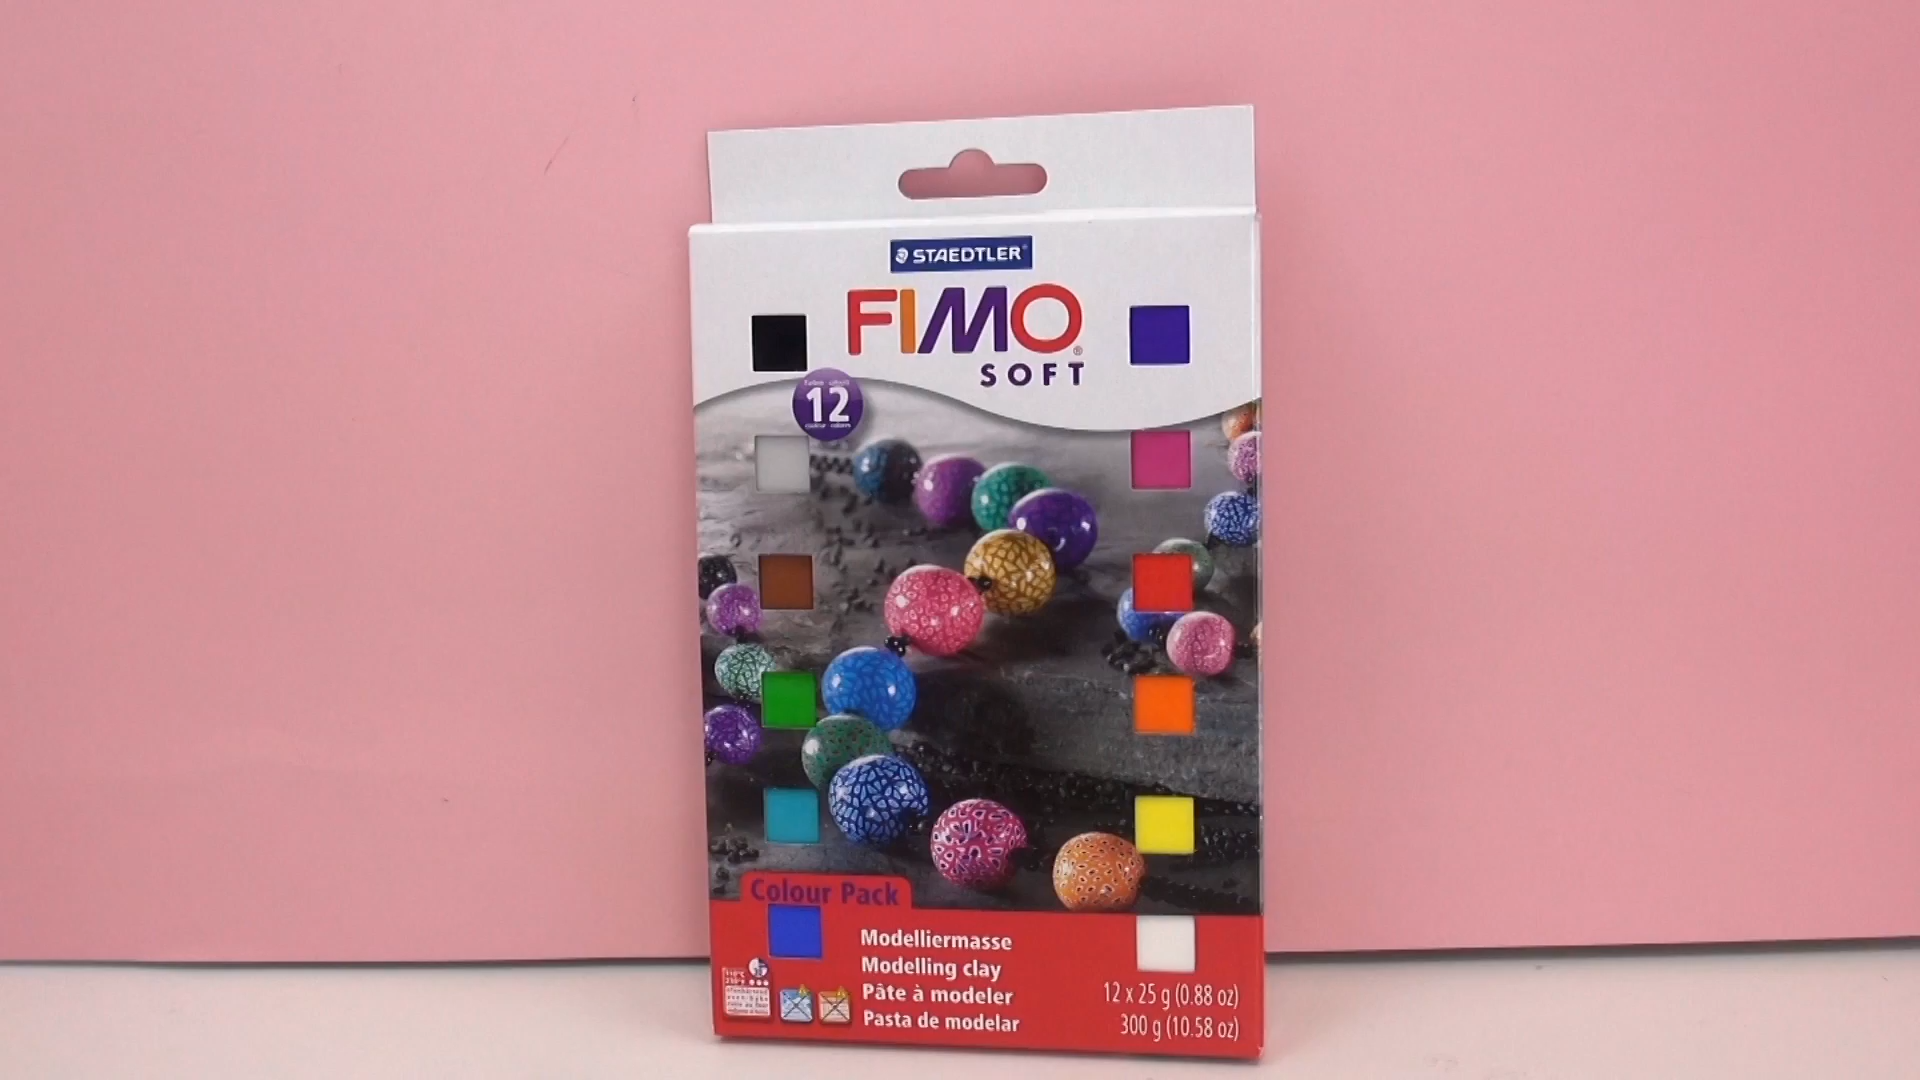 STAEDTLER
FIMO®
SOFT
12
Colour Pack
Modelliermasse
Modelling clay
Pâte à modeler
Pasta de modelar
12 x 25 g (0.88 oz)
300 g (10.58 oz)